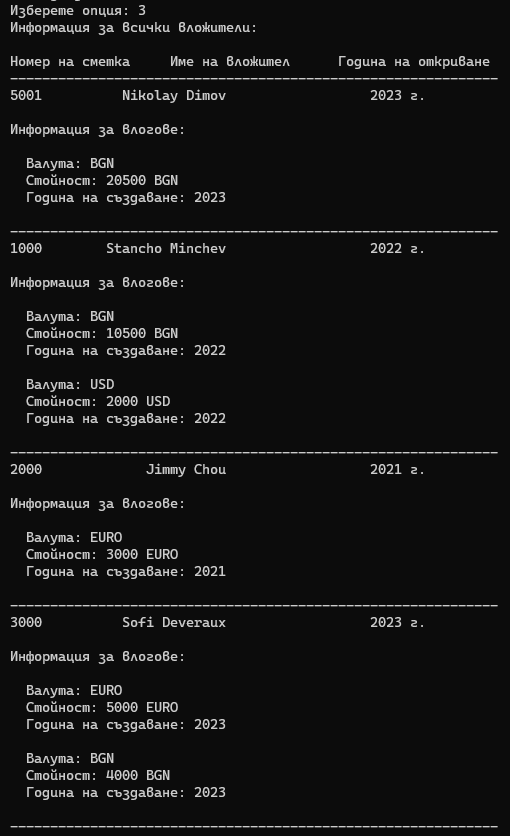 Изберете опция: 3
Информация за всички вложители:
Номер на сметка Име на вложител Година на откриване
5001 Nikolay Dimov 2023 г.
Информация за влогове:
Валута: BGN
Стойност: 20500 BGN
Година на създаване: 2023
1000 Stancho Minchev 2022 г.
Информация за влогове:
Валута: BGN
Стойност: 10500 BGN
Година на създаване: 2022
Валута: USD
Стойност: 2000 USD
Година на създаване: 2022
2000 Jimmy Chou 2021 г.
Информация за влогове:
Валута: EURO
Стойност: 3000 EURO
Година на създаване: 2021
3000 Sofi Deveraux 2023 г.
Информация за влогове:
Валута: EURO
Стойност: 5000 EURO
Година на създаване: 2023
Валута: BGN
Стойност: 4000 BGN
Година на създаване: 2023